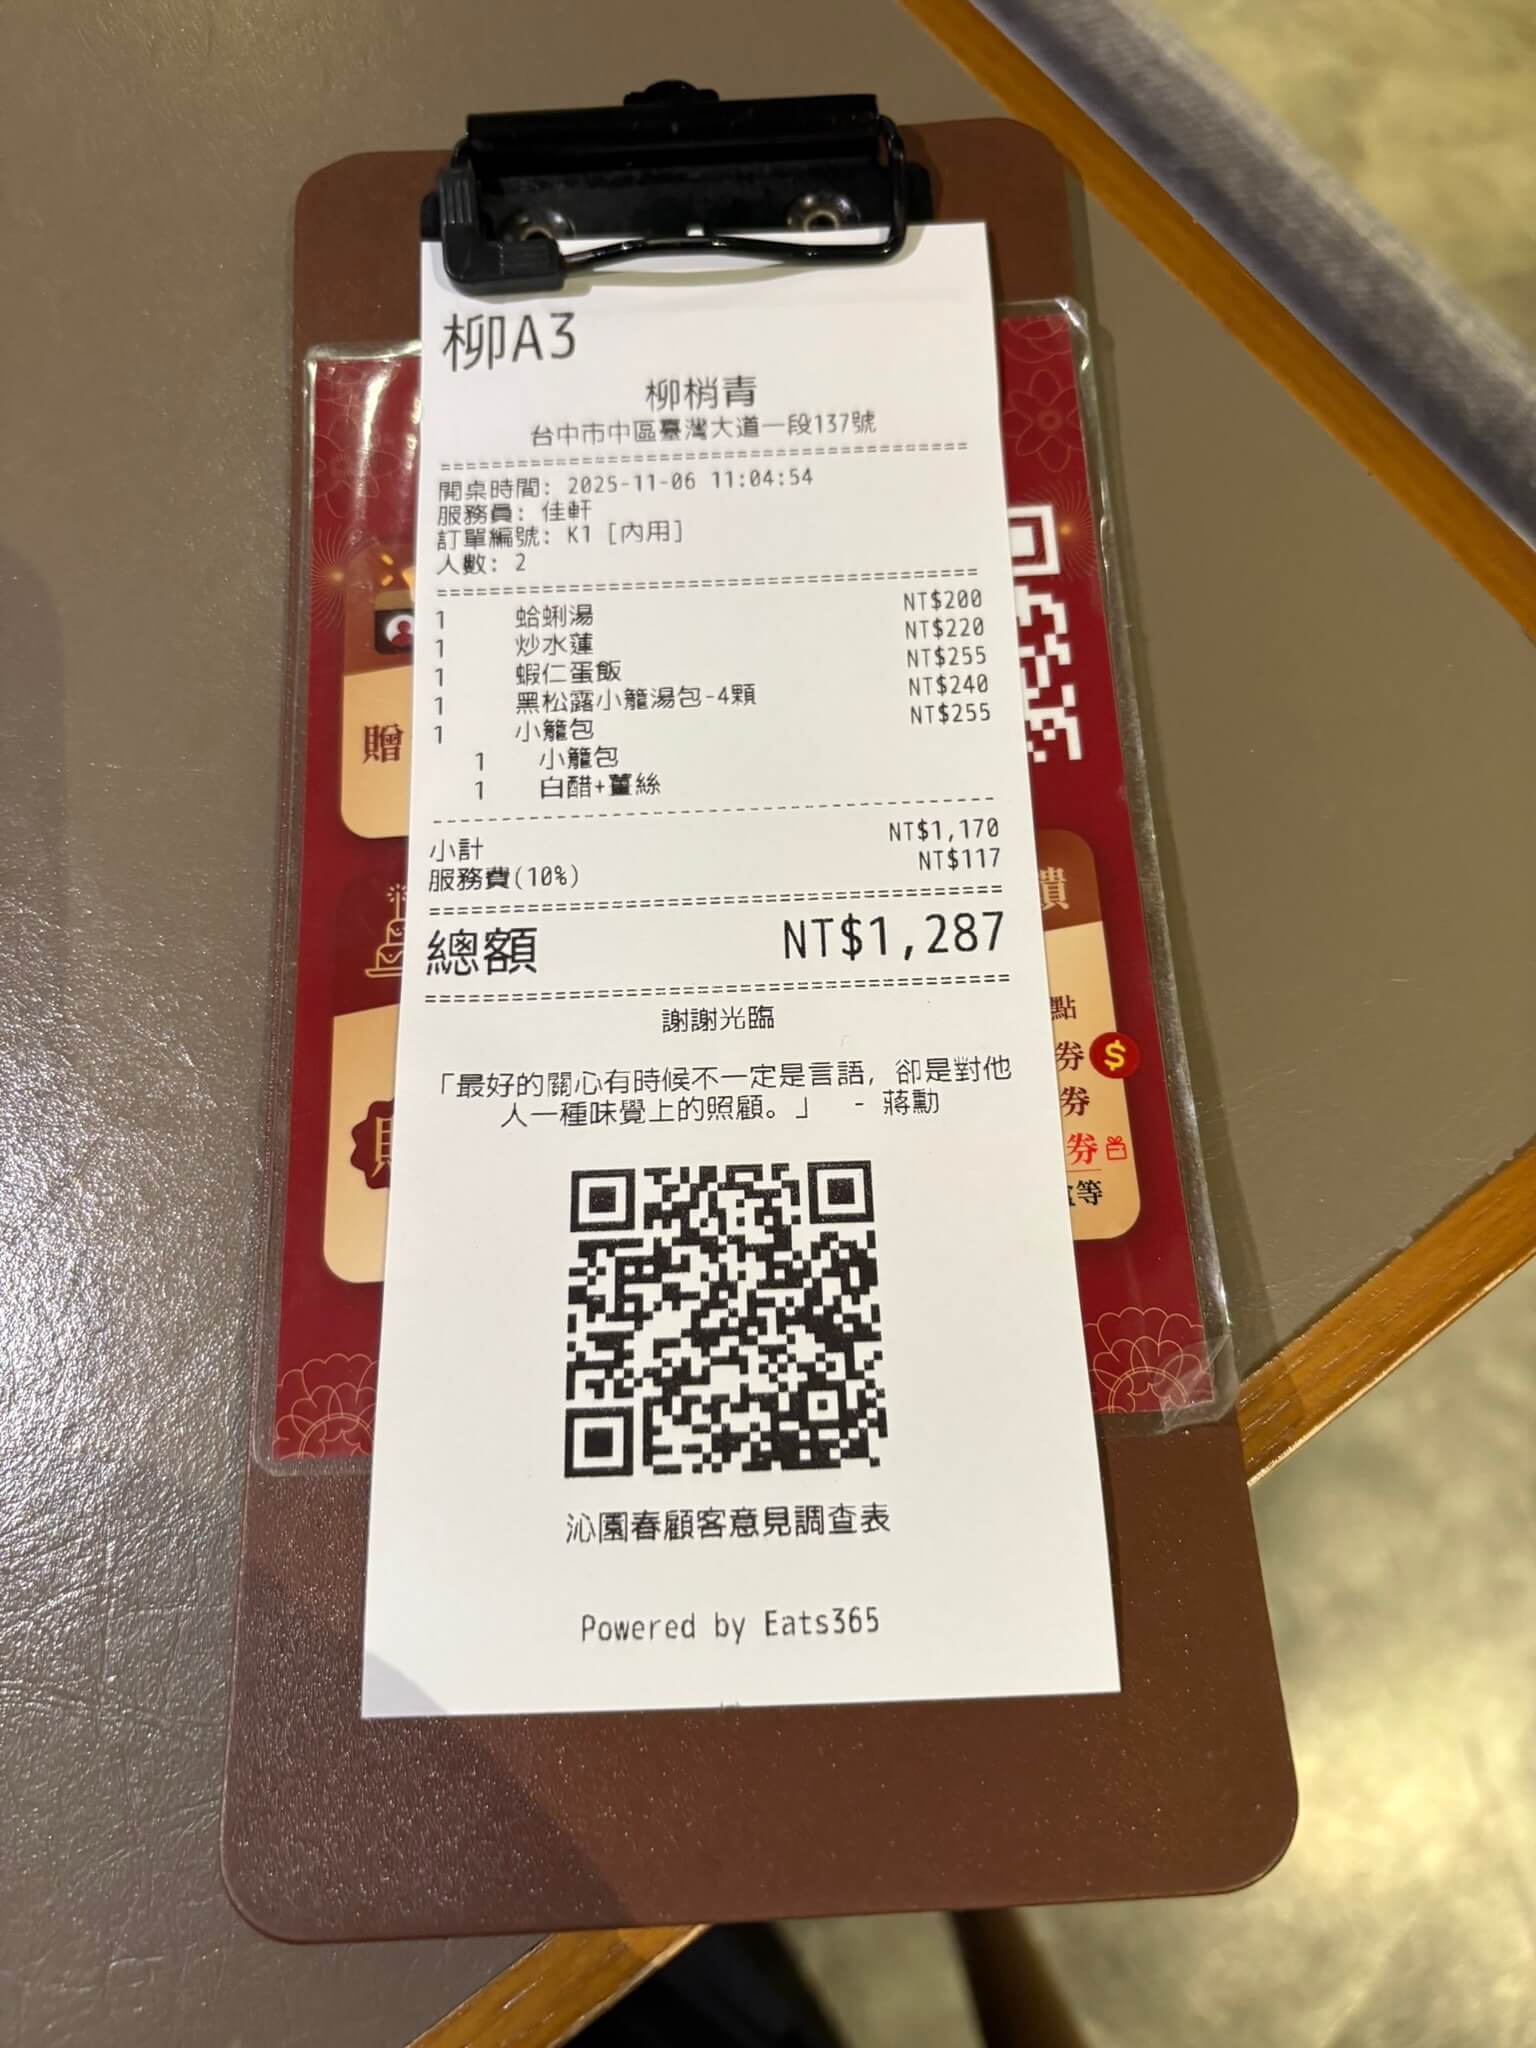 柳A3
柳梢青
台中市中區臺灣大道一段137號
========================================
開桌時間: 2025-11-06 11:04:54
服務員: 佳軒
訂單編號: K1 [內用]
人數: 2
========================================
1 蛤蜊湯 NT$200
1 炒水蓮 NT$220
1 蝦仁蛋飯 NT$255
1 黑松露小籠湯包-4顆 NT$240
1 小籠包 NT$255
1 小籠包
1 白醋+薑絲
----------------------------------------
小計 NT$1,170
服務費(10%) NT$117
========================================
總額 NT$1,287
========================================
謝謝光臨
「最好的關心有時候不一定是言語, 卻是對他
人一種味覺上的照顧。」 - 蔣勳
沁園春顧客意見調查表
Powered by Eats365
贈
饋
點
券 $
券
券
等